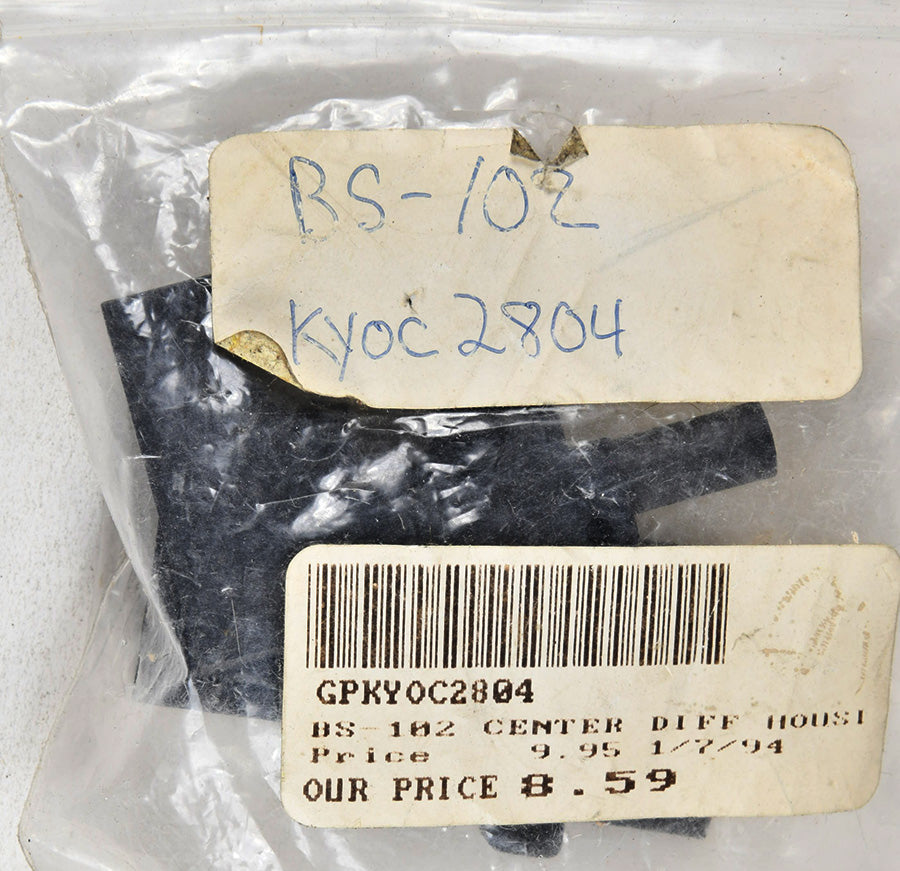 BS-102
Kyoc 2804
GPKYOC2804
BS-102 CENTER DIFF HOUSI
Price 9.95 1/7/94
OUR PRICE 8.59